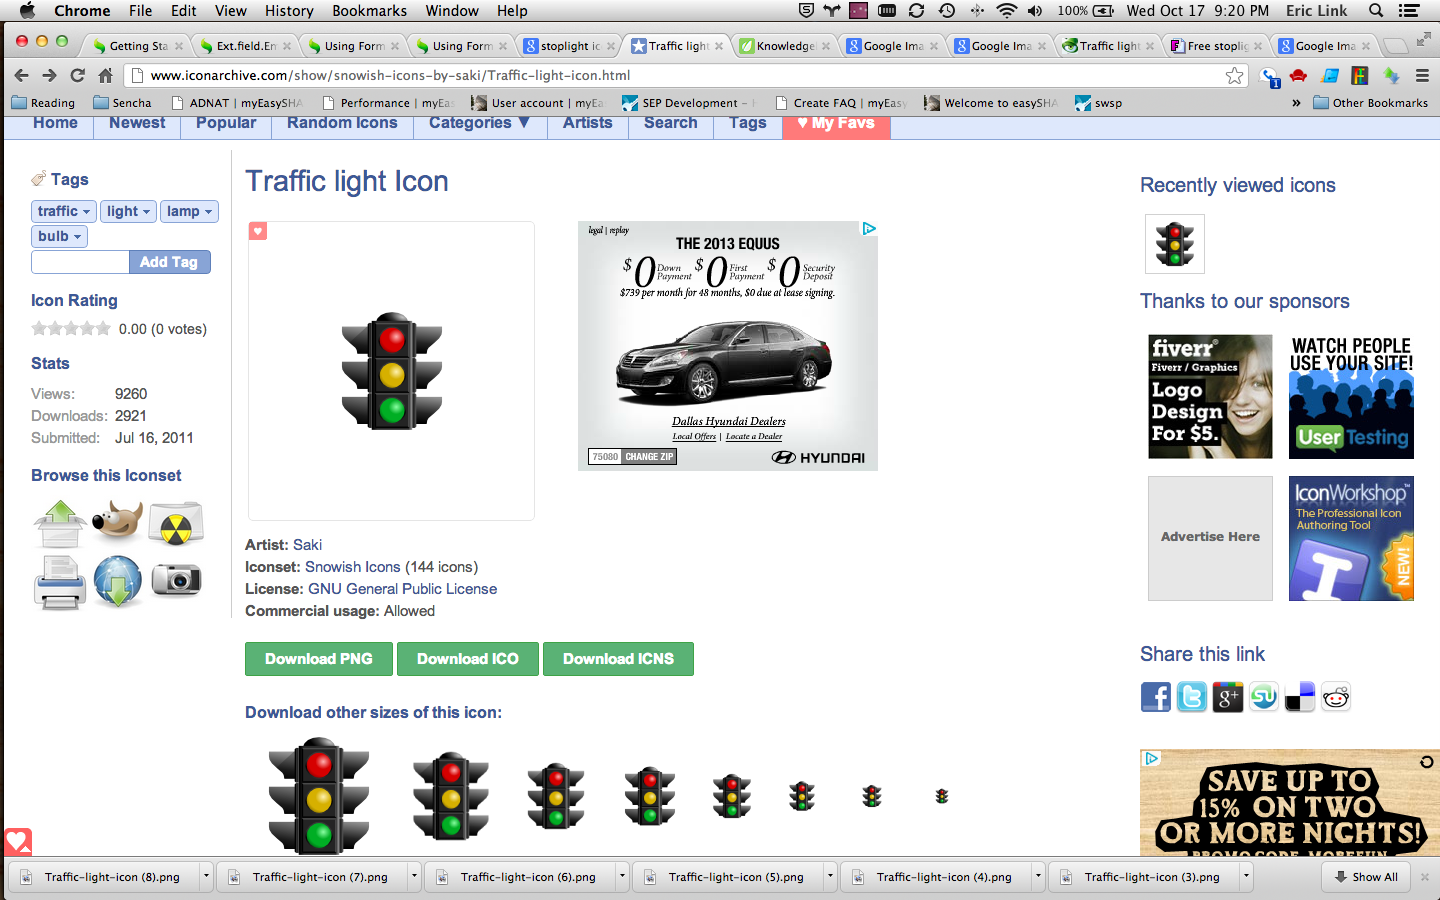 Chrome File Edit View History Bookmarks Window Help 100% Wed Oct 17 9:20 PM Eric Link
Getting Sta Ext.field.En Using Form Using Form stoplight ic Traffic light Knowledge Google Ima Google Ima Traffic light Free stoplig Google Ima
www.iconarchive.com/show/snowish-icons-by-saki/Traffic-light-icon.html
1
Reading Sencha ADNAT | myEasySHA Performance | myEas User account | myEa SEP Development - Create FAQ | myEasy Welcome to easySHA swsp » Other Bookmarks
Home Newest Popular Random Icons Categories ▼ Artists Search Tags ♥ My Favs
Tags
traffic light lamp
bulb
Add Tag
Icon Rating
0.00 (0 votes)
Stats
Views: 9260
Downloads: 2921
Submitted: Jul 16, 2011
Browse this Iconset
Traffic light Icon
legal | replay
THE 2013 EQUUS
$0 Down Payment $0 First Payment $0 Security Deposit
$739 per month for 48 months, $0 due at lease signing.
Dallas Hyundai Dealers
Local Offers | Locate a Dealer
75080 CHANGE ZIP HYUNDAI
Artist: Saki
Iconset: Snowish Icons (144 icons)
License: GNU General Public License
Commercial usage: Allowed
Download PNG Download ICO Download ICNS
Download other sizes of this icon:
Recently viewed icons
Thanks to our sponsors
fiverr®
Fiverr / Graphics
Logo
Design
For $5.
WATCH PEOPLE
USE YOUR SITE!
User Testing
Advertise Here
IconWorkshop™
The Professional Icon
Authoring Tool
NEW!
Share this link
SAVE UP TO
15% ON TWO
OR MORE NIGHTS!
PROMO CODE MOREFUN
Traffic-light-icon (8).png Traffic-light-icon (7).png Traffic-light-icon (6).png Traffic-light-icon (5).png Traffic-light-icon (4).png Traffic-light-icon (3).png Show All